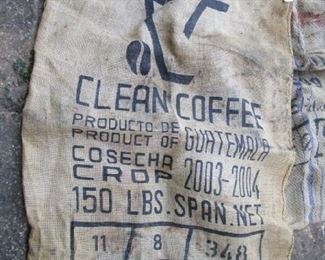 CLEAN COFFEE
PRODUCTO DE
PRODUCT OF GUATEMALA
COSECHA
CROP 2003-2004
150 LBS. SPAN. NET
11 8 348